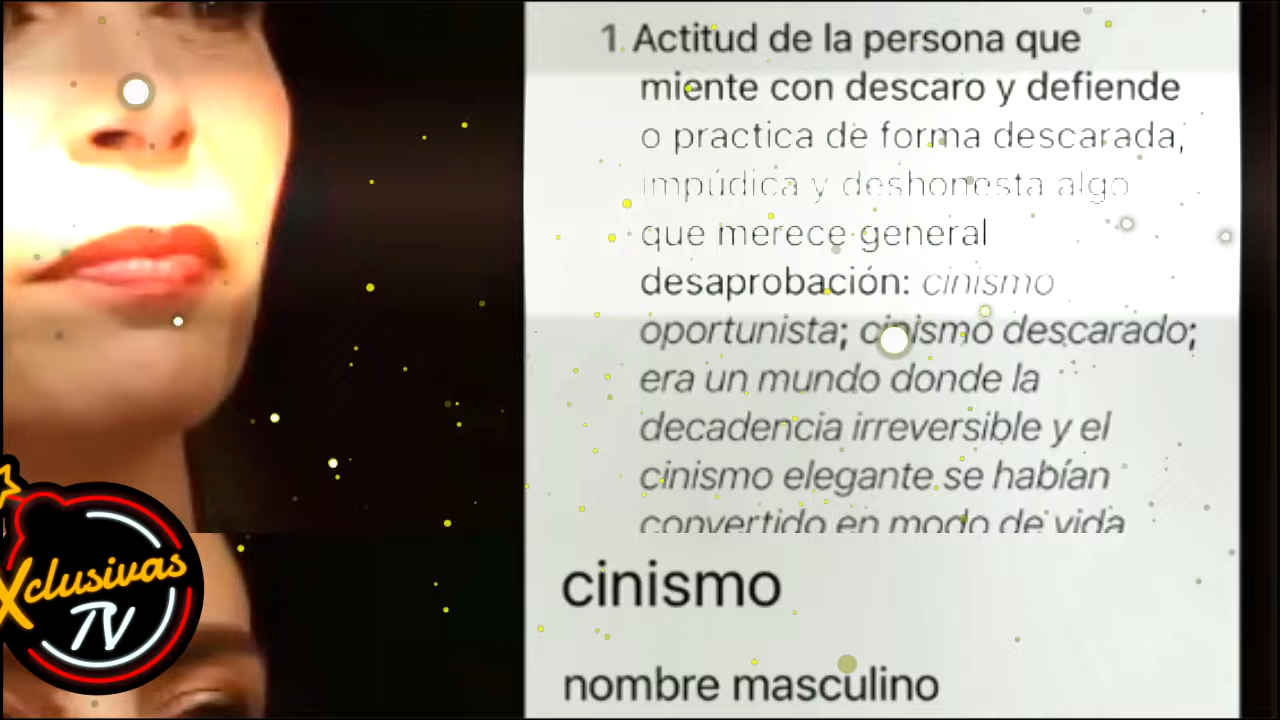 1. Actitud de la persona que
miente con descaro y defiende
o practica de forma descarada,
impúdica y deshonesta algo
que merece general
desaprobación: cinismo
oportunista; cinismo descarado;
era un mundo donde la
decadencia irreversible y el
cinismo elegante se habían
convertido en modo de vida
cinismo
nombre masculino
Xclusivas
TV